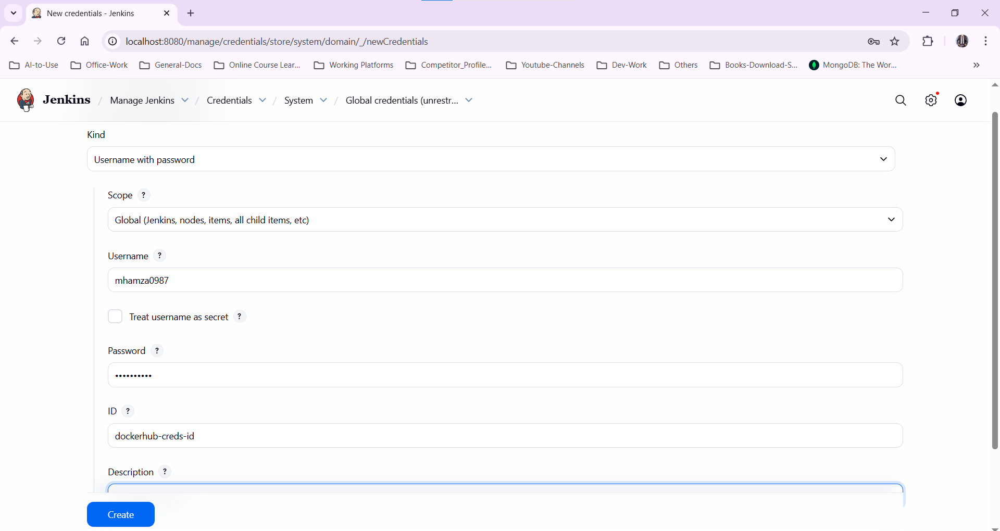 New credentials - Jenkins
localhost:8080/manage/credentials/store/system/domain/_/newCredentials
AI-to-Use Office-Work General-Docs Online Course Lear... Working Platforms Competitor_Profile... Youtube-Channels Dev-Work Others Books-Download-S... MongoDB: The Wor... »
Jenkins / Manage Jenkins / Credentials / System / Global credentials (unrestr...
Kind
Username with password
Scope ?
Global (Jenkins, nodes, items, all child items, etc)
Username ?
mhamza0987
Treat username as secret ?
Password ?
••••••••••
ID ?
dockerhub-creds-id
Description ?
Create